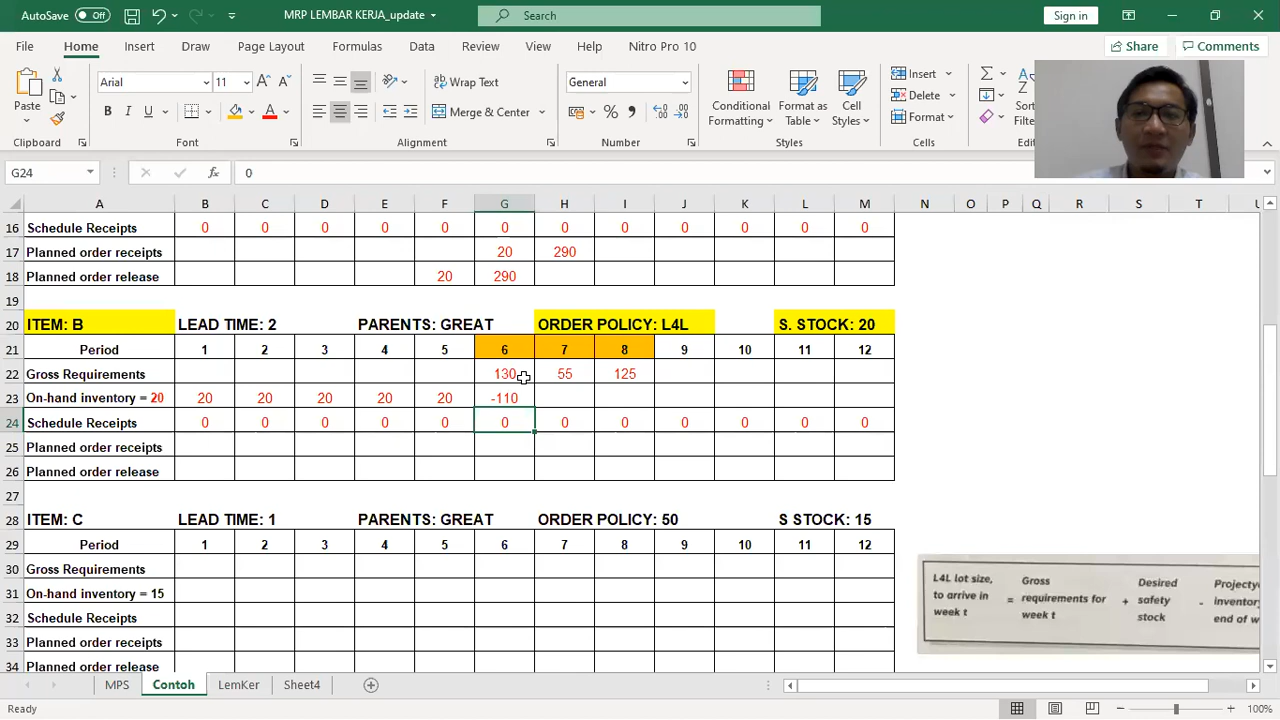 AutoSave Off MRP LEMBAR KERJA_update Search Sign in
File Home Insert Draw Page Layout Formulas Data Review View Help Nitro Pro 10 Share Comments
Paste Arial 11 A A Wrap Text General Conditional Formatting Format as Table Cell Styles Insert
B I U A Merge & Center % , Delete
Format
Clipboard Font Alignment Number Styles Cells
G24 fx 0
A B C D E F G H I J K L M N O P Q R S T U
16 Schedule Receipts 0 0 0 0 0 0 0 0 0 0 0 0
17 Planned order receipts 20 290
18 Planned order release 20 290
19
20 ITEM: B LEAD TIME: 2 PARENTS: GREAT ORDER POLICY: L4L S. STOCK: 20
21 Period 1 2 3 4 5 6 7 8 9 10 11 12
22 Gross Requirements 130 55 125
23 On-hand inventory = 20 20 20 20 20 20 -110
24 Schedule Receipts 0 0 0 0 0 0 0 0 0 0 0 0
25 Planned order receipts
26 Planned order release
27
28 ITEM: C LEAD TIME: 1 PARENTS: GREAT ORDER POLICY: 50 S STOCK: 15
29 Period 1 2 3 4 5 6 7 8 9 10 11 12
30 Gross Requirements
31 On-hand inventory = 15
32 Schedule Receipts
33 Planned order receipts
34 Planned order release
L4L lot size, to arrive in week t = Gross requirements for week t + Desired safety stock -
MPS Contoh LemKer Sheet4
Ready 100%